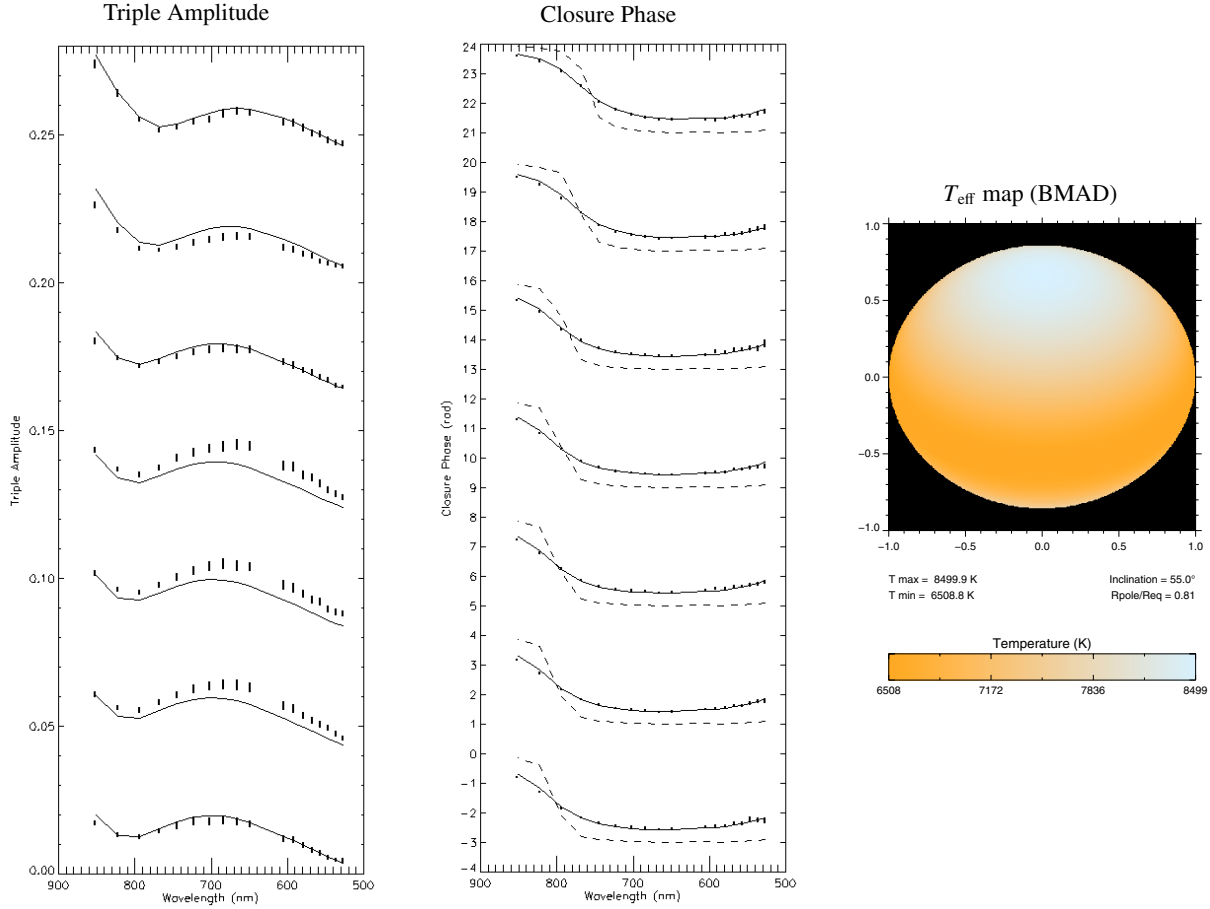 Triple Amplitude
Closure Phase
T_eff map (BMAD)
0.25
0.20
0.15
0.10
0.05
0.00
Triple Amplitude
900 800 700 600 500
Wavelength (nm)
24
23
22
21
20
19
18
17
16
15
14
13
12
11
10
9
8
7
6
5
4
3
2
1
0
-1
-2
-3
-4
Closure Phase (rad)
900 800 700 600 500
Wavelength (nm)
1.0
0.5
0.0
-0.5
-1.0
-1.0 -0.5 0.0 0.5 1.0
T max = 8499.9 K
Inclination = 55.0°
T min = 6508.8 K
Rpole/Req = 0.81
Temperature (K)
6508 7172 7836 8499